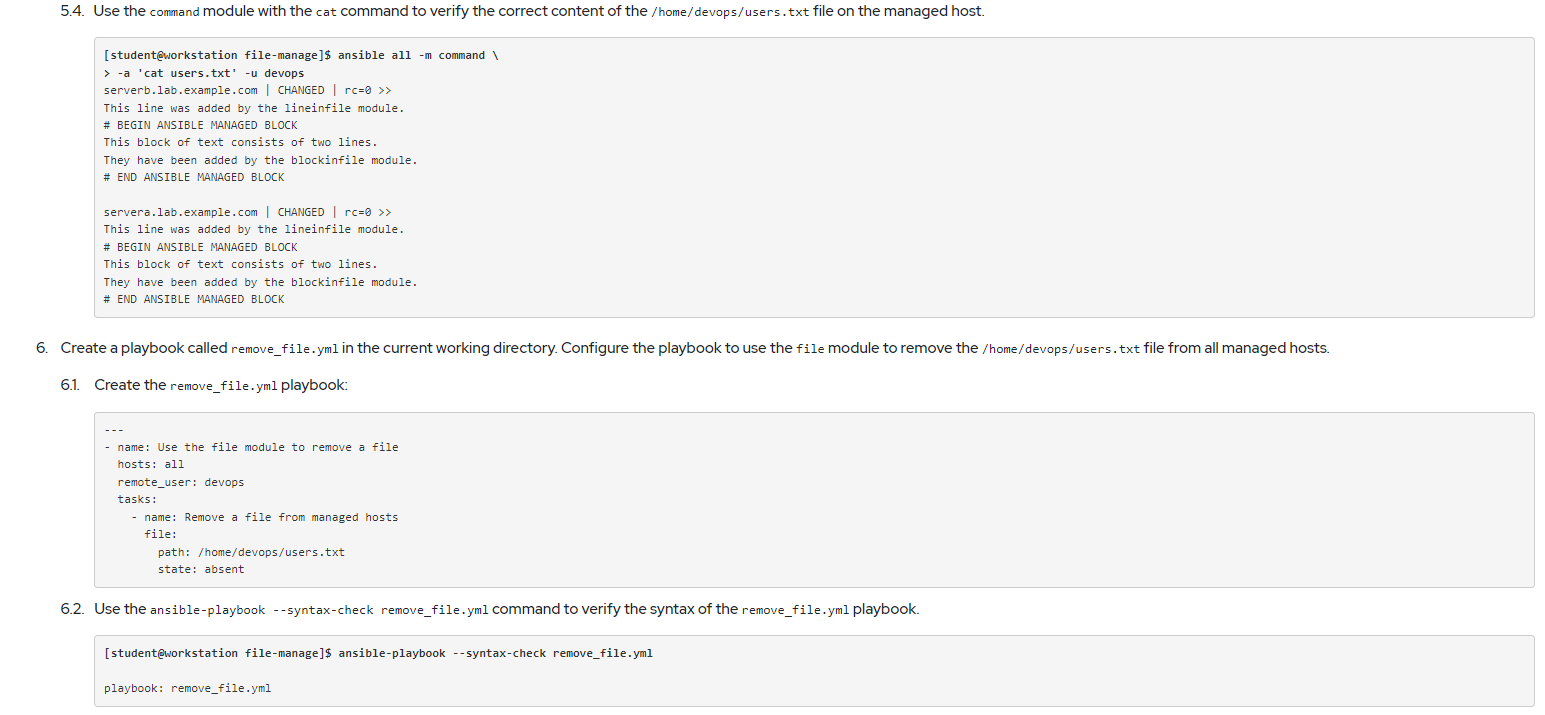 5.4. Use the command module with the cat command to verify the correct content of the /home/devops/users.txt file on the managed host.
[student@workstation file-manage]$ ansible all -m command \
> -a 'cat users.txt' -u devops
serverb.lab.example.com | CHANGED | rc=0 >>
This line was added by the lineinfile module.
# BEGIN ANSIBLE MANAGED BLOCK
This block of text consists of two lines.
They have been added by the blockinfile module.
# END ANSIBLE MANAGED BLOCK
servera.lab.example.com | CHANGED | rc=0 >>
This line was added by the lineinfile module.
# BEGIN ANSIBLE MANAGED BLOCK
This block of text consists of two lines.
They have been added by the blockinfile module.
# END ANSIBLE MANAGED BLOCK
6. Create a playbook called remove_file.yml in the current working directory. Configure the playbook to use the file module to remove the /home/devops/users.txt file from all managed hosts.
6.1. Create the remove_file.yml playbook:
---
- name: Use the file module to remove a file
  hosts: all
  remote_user: devops
  tasks:
    - name: Remove a file from managed hosts
      file:
        path: /home/devops/users.txt
        state: absent
6.2. Use the ansible-playbook --syntax-check remove_file.yml command to verify the syntax of the remove_file.yml playbook.
[student@workstation file-manage]$ ansible-playbook --syntax-check remove_file.yml
playbook: remove_file.yml